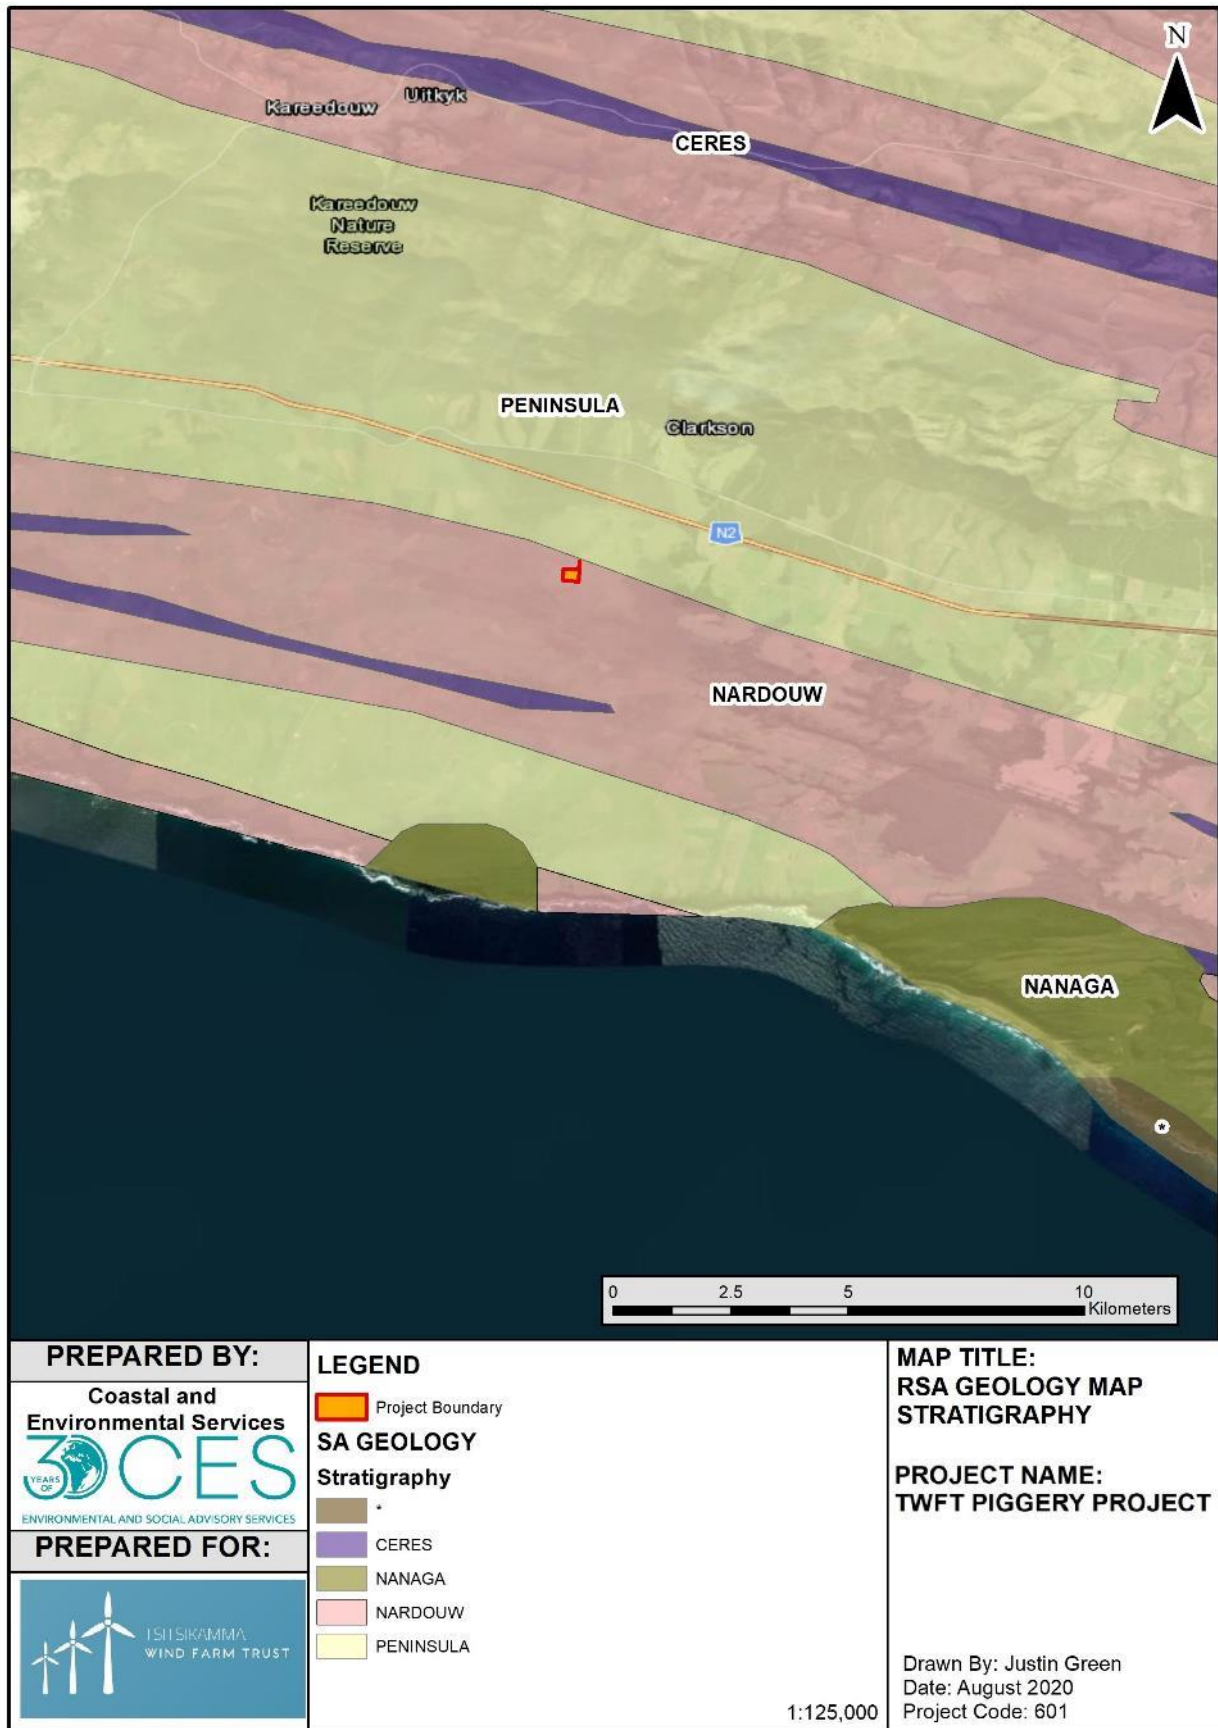 N
Kareedouw
Uitkyk
CERES
Kareedouw
Nature
Reserve
PENINSULA
Clarkson
N2
NARDOUW
NANAGA
*
0 2.5 5 10
Kilometers
PREPARED BY:
Coastal and
Environmental Services
30 CES
YEARS
OF
ENVIRONMENTAL AND SOCIAL ADVISORY SERVICES
PREPARED FOR:
TSITSIKAMMA
WIND FARM TRUST
LEGEND
Project Boundary
SA GEOLOGY
Stratigraphy
*
CERES
NANAGA
NARDOUW
PENINSULA
1:125,000
MAP TITLE:
RSA GEOLOGY MAP
STRATIGRAPHY
PROJECT NAME:
TWFT PIGGERY PROJECT
Drawn By: Justin Green
Date: August 2020
Project Code: 601